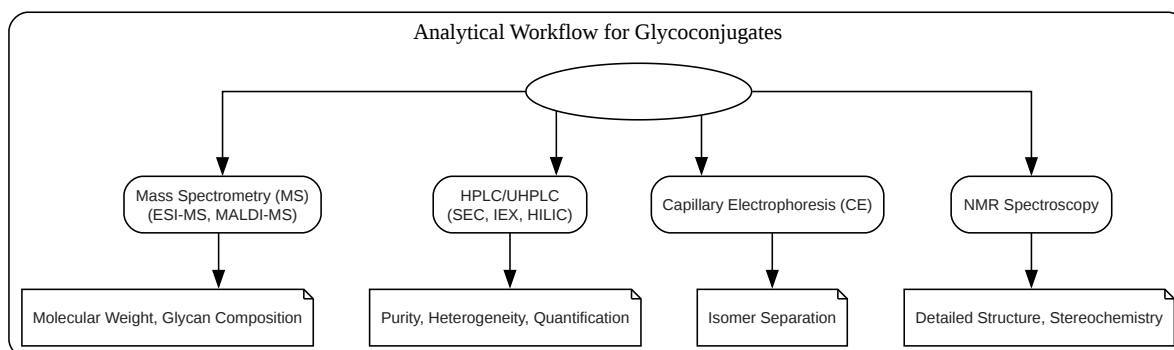 Analytical Workflow for Glycoconjugates
Mass Spectrometry (MS)
(ESI-MS, MALDI-MS)
HPLC/UHPLC
(SEC, IEX, HILIC)
Capillary Electrophoresis (CE)
NMR Spectroscopy
Molecular Weight, Glycan Composition
Purity, Heterogeneity, Quantification
Isomer Separation
Detailed Structure, Stereochemistry